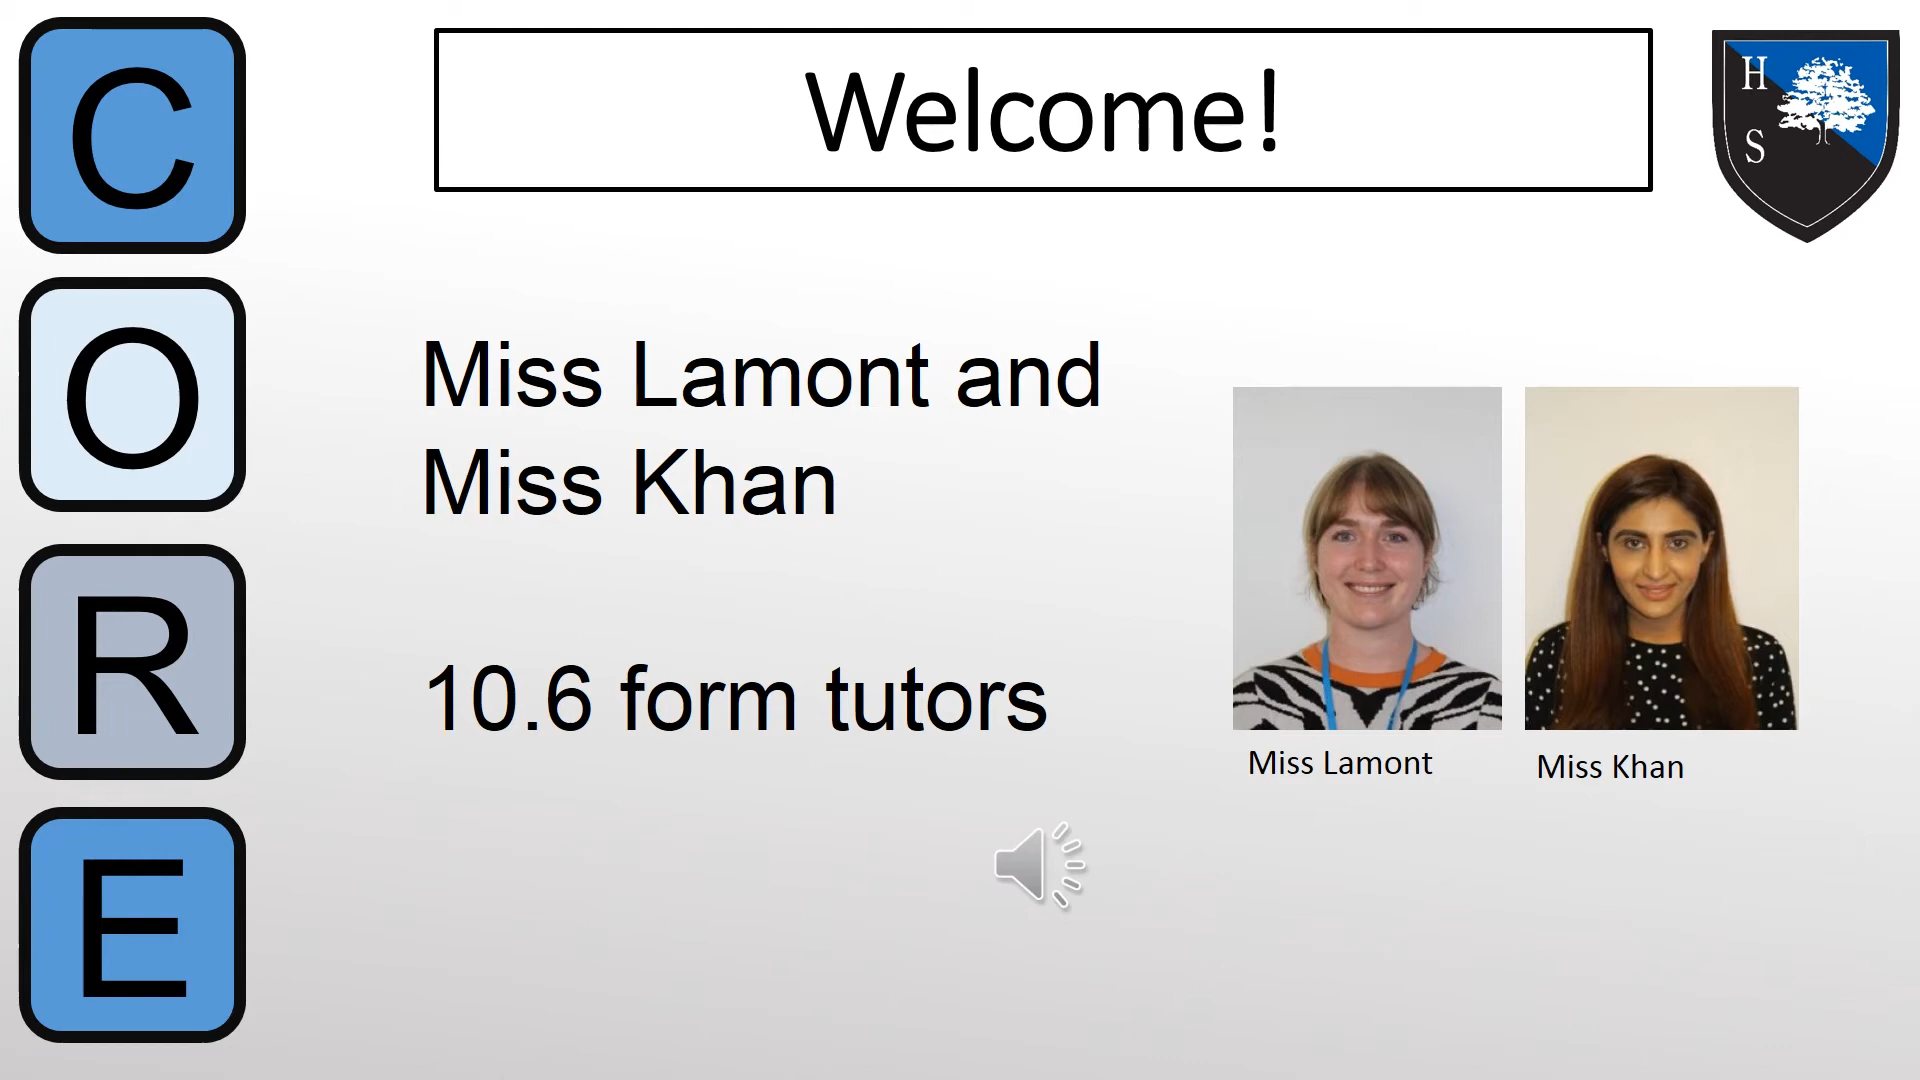 C
O
R
E
Welcome!
H
S
Miss Lamont and
Miss Khan
10.6 form tutors
Miss Lamont
Miss Khan